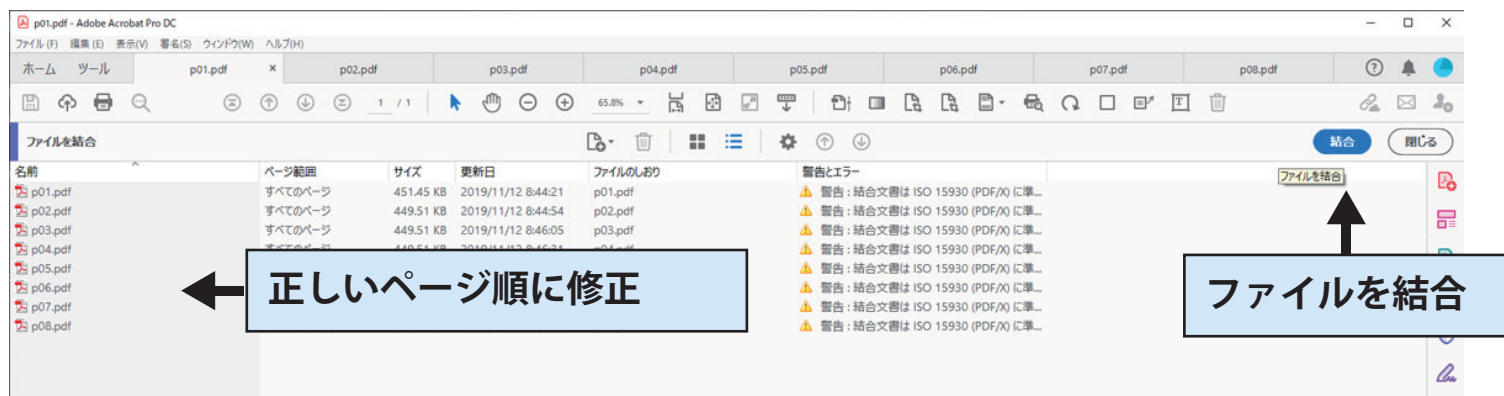 p01.pdf - Adobe Acrobat Pro DC
ファイル(F) 編集(E) 表示(V) 署名(S) ウィンドウ(W) ヘルプ(H)
ホーム ツール p01.pdf × p02.pdf p03.pdf p04.pdf p05.pdf p06.pdf p07.pdf p08.pdf
1 / 1 65.8%
ファイルを結合 結合 閉じる
名前 ページ範囲 サイズ 更新日 ファイルのしおり 警告とエラー ファイルを結合
p01.pdf すべてのページ 451.45 KB 2019/11/12 8:44:21 p01.pdf 警告 : 結合文書は ISO 15930 (PDF/X) に準...
p02.pdf すべてのページ 449.51 KB 2019/11/12 8:44:54 p02.pdf 警告 : 結合文書は ISO 15930 (PDF/X) に準...
p03.pdf すべてのページ 449.51 KB 2019/11/12 8:46:05 p03.pdf 警告 : 結合文書は ISO 15930 (PDF/X) に準...
p04.pdf 警告 : 結合文書は ISO 15930 (PDF/X) に準...
p05.pdf 警告 : 結合文書は ISO 15930 (PDF/X) に準...
p06.pdf 警告 : 結合文書は ISO 15930 (PDF/X) に準...
p07.pdf 警告 : 結合文書は ISO 15930 (PDF/X) に準...
p08.pdf 警告 : 結合文書は ISO 15930 (PDF/X) に準...
正しいページ順に修正
ファイルを結合